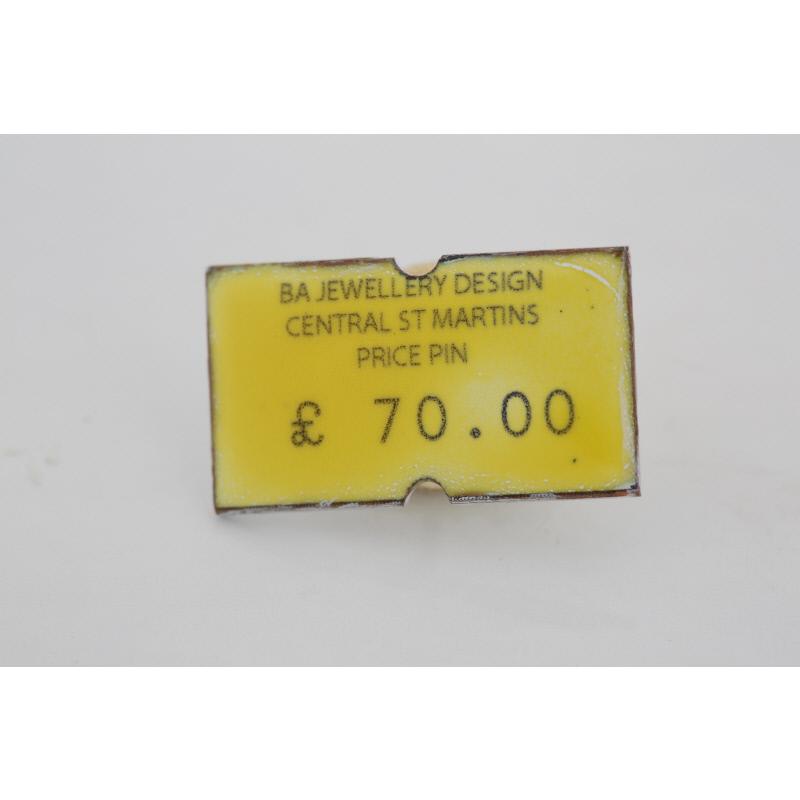 BA JEWELLERY DESIGN
CENTRAL ST MARTINS
PRICE PIN
£ 70.00